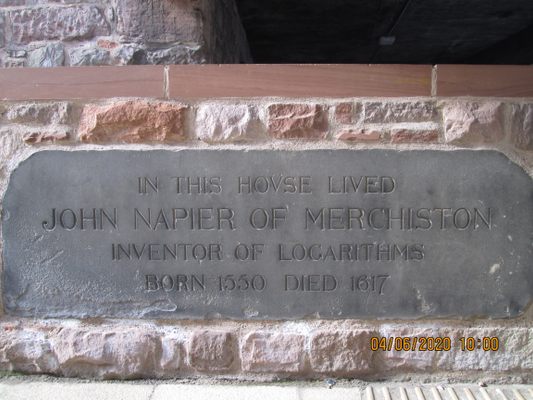 IN THIS HOVSE LIVED
JOHN NAPIER OF MERCHISTON
INVENTOR OF LOGARITHMS
BORN 1550 DIED 1617
04/06/2020 10:00